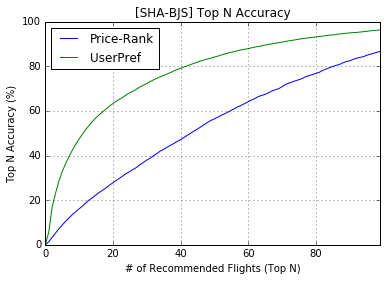 [SHA-BJS] Top N Accuracy
100
80
60
40
20
0
Top N Accuracy (%)
Price-Rank
UserPref
0 20 40 60 80
# of Recommended Flights (Top N)